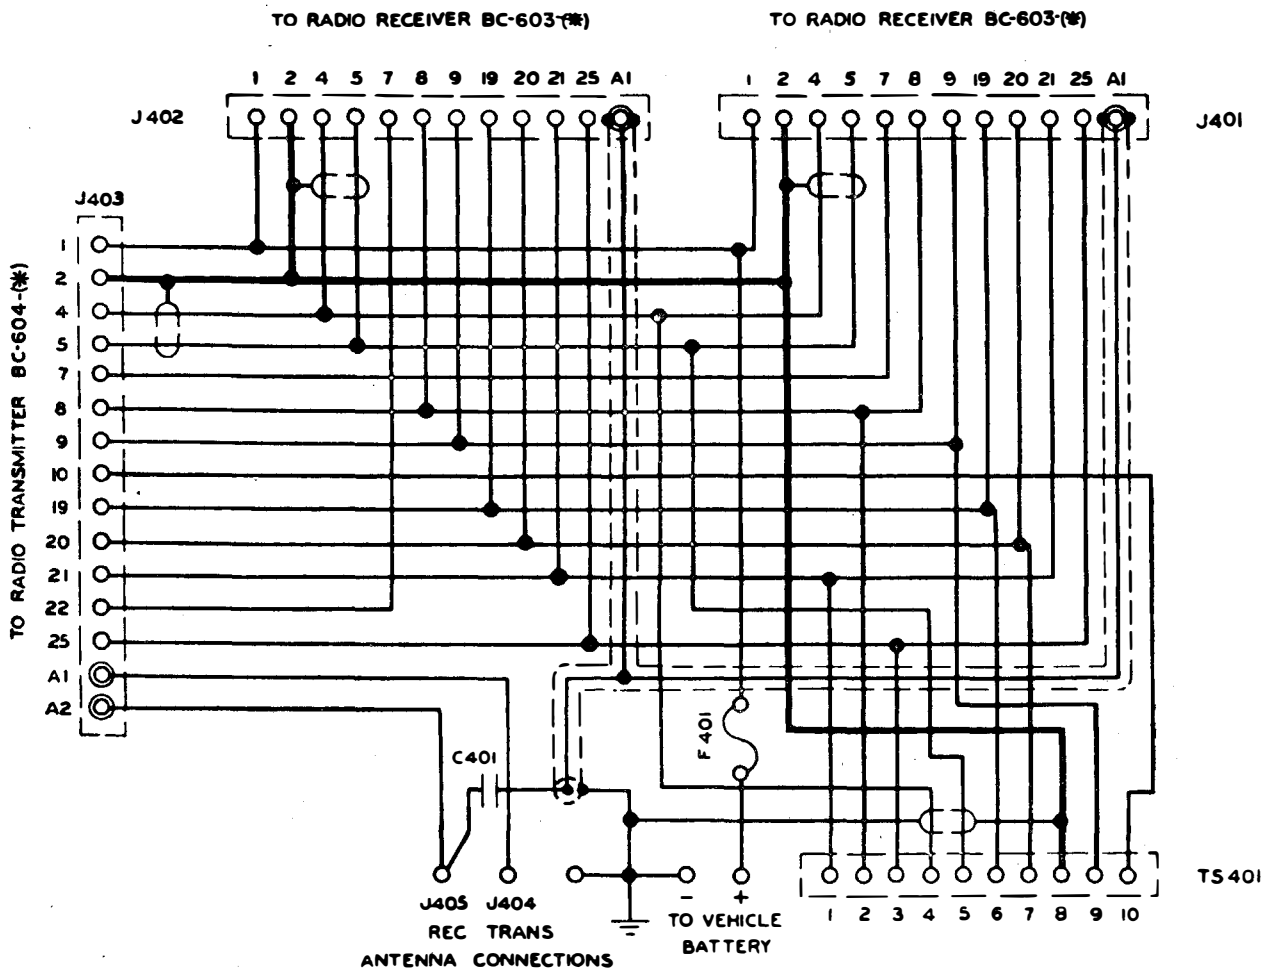 TO RADIO RECEIVER BC-603-(*)
TO RADIO RECEIVER BC-603-(*)
1 2 4 5 7 8 9 19 20 21 25 A1
1 2 4 5 7 8 9 19 20 21 25 A1
J402
J401
J403
TO RADIO TRANSMITTER BC-604-(*)
1
2
4
5
7
8
9
10
19
20
21
22
25
A1
A2
F401
C401
J405 J404
REC TRANS
ANTENNA CONNECTIONS
- +
TO VEHICLE
BATTERY
TS401
1 2 3 4 5 6 7 8 9 10